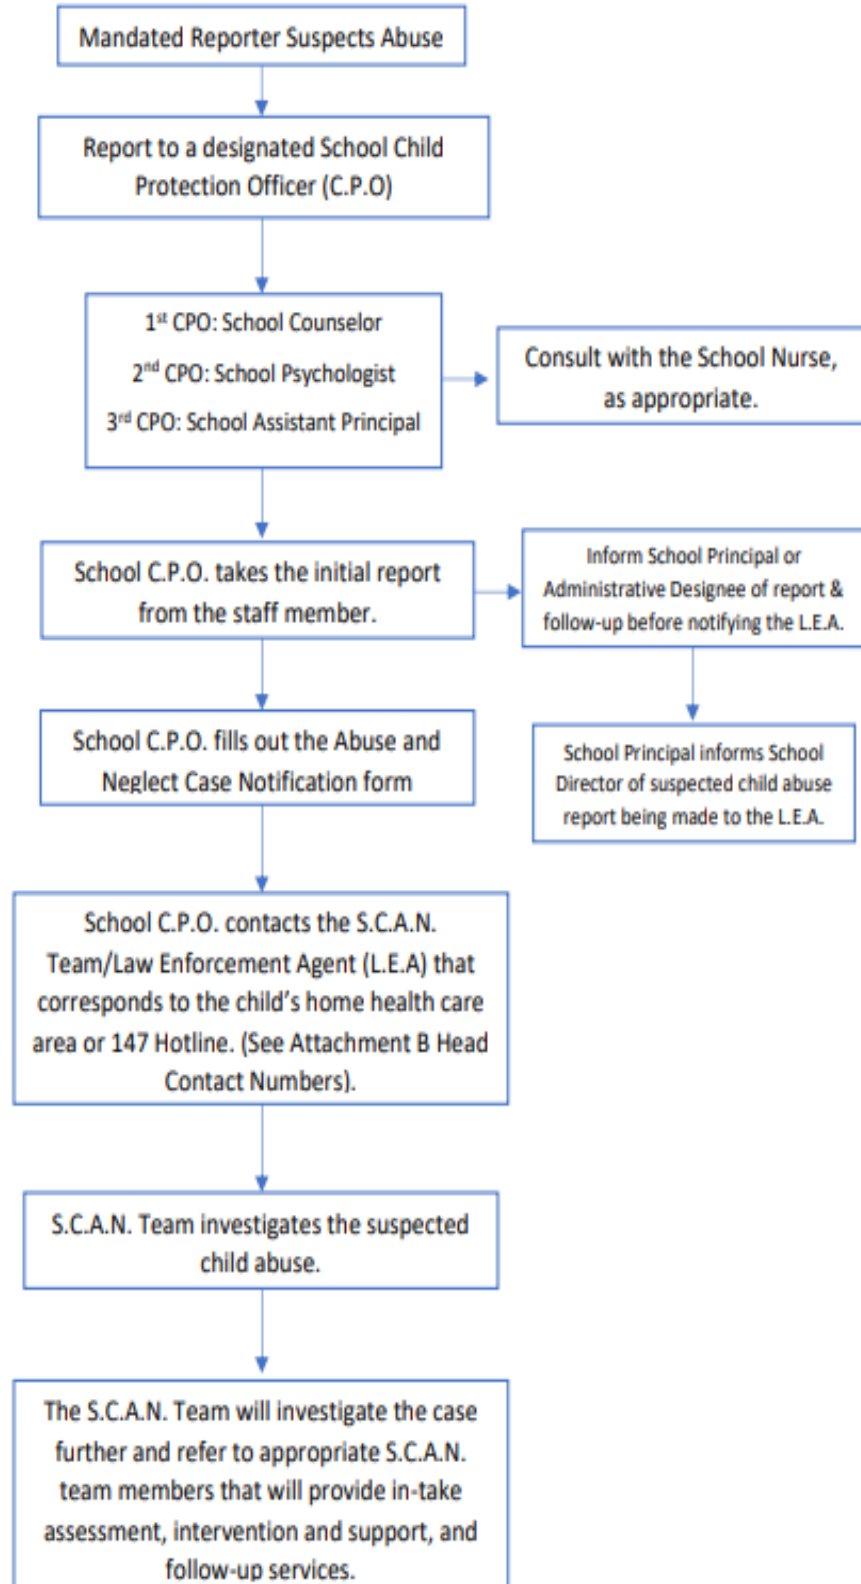 Mandated Reporter Suspects Abuse
Report to a designated School Child
Protection Officer (C.P.O)
1st CPO: School Counselor
2nd CPO: School Psychologist
3rd CPO: School Assistant Principal
Consult with the School Nurse,
as appropriate.
School C.P.O. takes the initial report
from the staff member.
Inform School Principal or
Administrative Designee of report &
follow-up before notifying the L.E.A.
School C.P.O. fills out the Abuse and
Neglect Case Notification form
School Principal informs School
Director of suspected child abuse
report being made to the L.E.A.
School C.P.O. contacts the S.C.A.N.
Team/Law Enforcement Agent (L.E.A) that
corresponds to the child's home health care
area or 147 Hotline. (See Attachment B Head
Contact Numbers).
S.C.A.N. Team investigates the suspected
child abuse.
The S.C.A.N. Team will investigate the case
further and refer to appropriate S.C.A.N.
team members that will provide in-take
assessment, intervention and support, and
follow-up services.